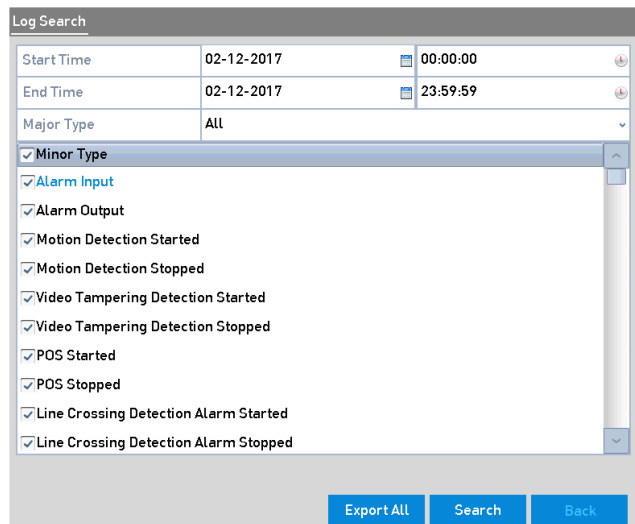 Log Search
Start Time 02-12-2017 00:00:00
End Time 02-12-2017 23:59:59
Major Type All
Minor Type
Alarm Input
Alarm Output
Motion Detection Started
Motion Detection Stopped
Video Tampering Detection Started
Video Tampering Detection Stopped
POS Started
POS Stopped
Line Crossing Detection Alarm Started
Line Crossing Detection Alarm Stopped
Export All Search Back